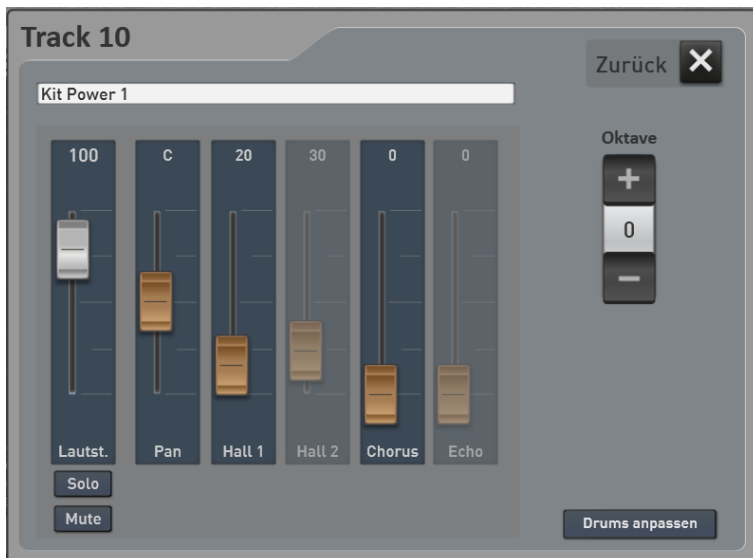 Track 10
Zurück
Kit Power 1
100 C 20 30 0 0
Lautst. Pan Hall 1 Hall 2 Chorus Echo
Solo
Mute
Oktave
+
0
−
Drums anpassen